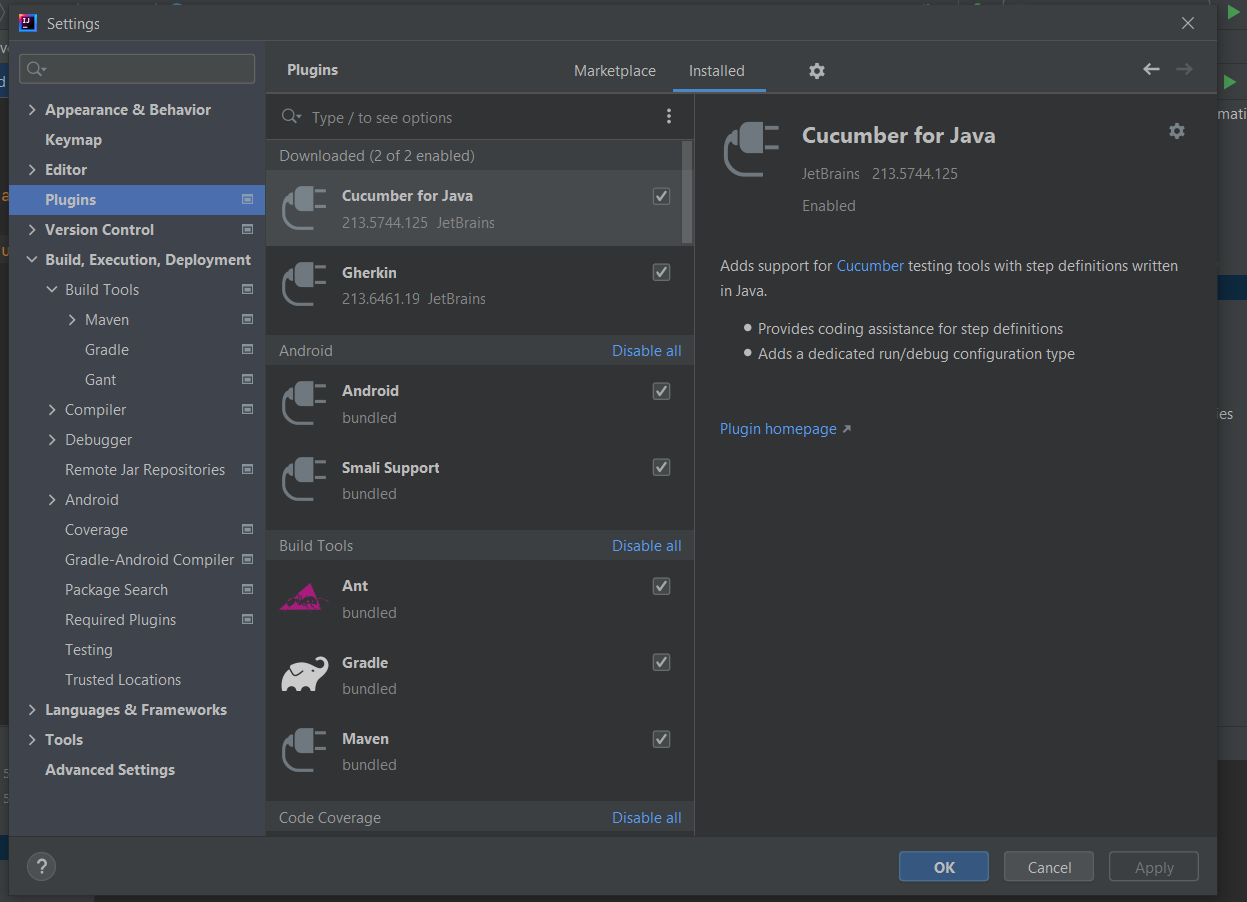 Settings
Plugins
Marketplace
Installed
Appearance & Behavior
Keymap
Editor
Plugins
Version Control
Build, Execution, Deployment
Build Tools
Maven
Gradle
Gant
Compiler
Debugger
Remote Jar Repositories
Android
Coverage
Gradle-Android Compiler
Package Search
Required Plugins
Testing
Trusted Locations
Languages & Frameworks
Tools
Advanced Settings
Type / to see options
Downloaded (2 of 2 enabled)
Cucumber for Java
213.5744.125 JetBrains
Gherkin
213.6461.19 JetBrains
Android Disable all
Android
bundled
Smali Support
bundled
Build Tools Disable all
Ant
bundled
Gradle
bundled
Maven
bundled
Code Coverage Disable all
Cucumber for Java
JetBrains 213.5744.125
Enabled
Adds support for Cucumber testing tools with step definitions written
in Java.
Provides coding assistance for step definitions
Adds a dedicated run/debug configuration type
Plugin homepage
?
OK
Cancel
Apply